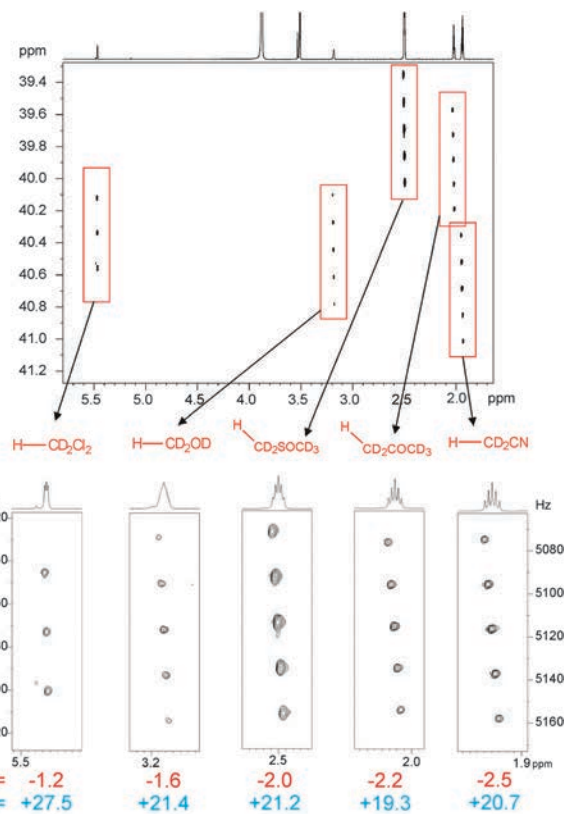 ppm
39.4
39.6
39.8
40.0
40.2
40.4
40.6
40.8
41.0
41.2
5.5 5.0 4.5 4.0 3.5 3.0 2.5 2.0 ppm
H—CD₂Cl₂
H—CD₂OD
H CD₂SOCD₃
H CD₂COCD₃
H—CD₂CN
Hz
5080
5100
5120
5140
5160
5.5 3.2 2.5 2.0 1.9 ppm
= -1.2 -1.6 -2.0 -2.2 -2.5
= +27.5 +21.4 +21.2 +19.3 +20.7